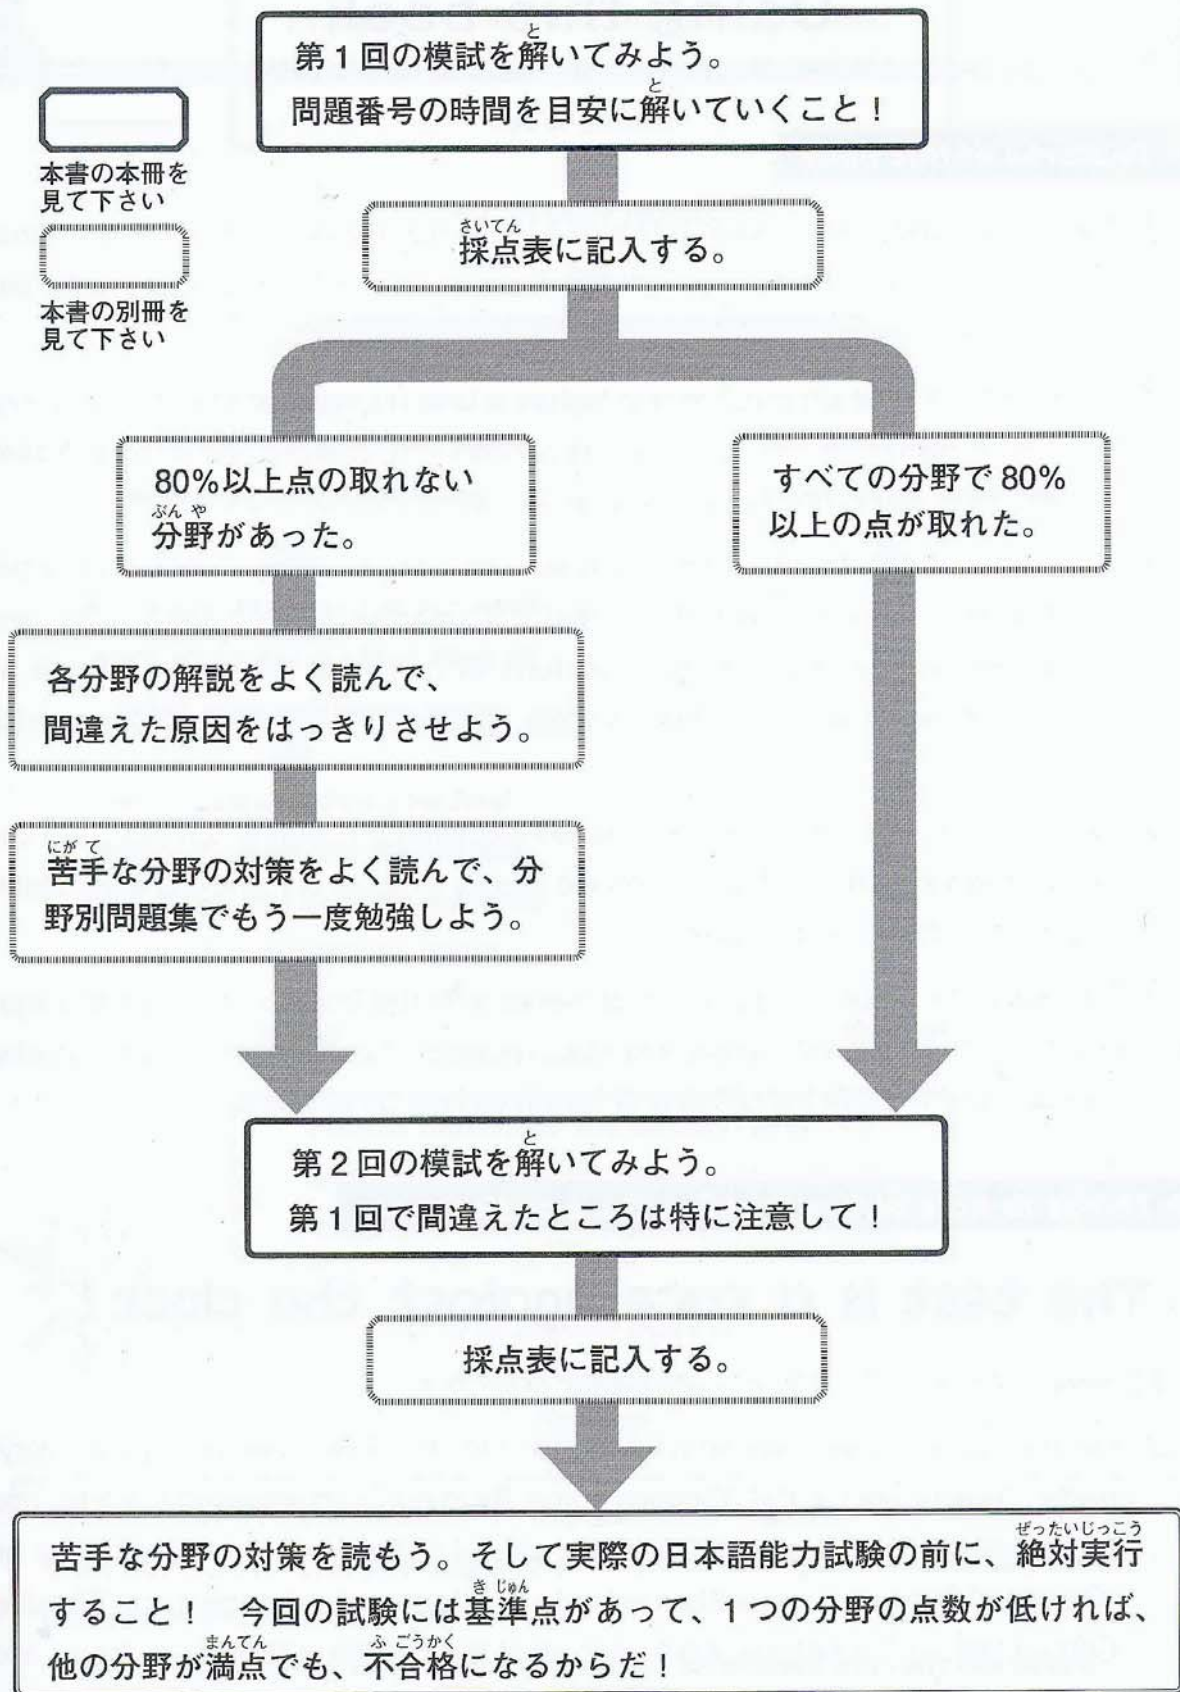 第1回の模試を解いてみよう。
問題番号の時間を目安に解いていくこと！
本書の本冊を
見て下さい
本書の別冊を
見て下さい
採点表に記入する。
80%以上点の取れない
分野があった。
すべての分野で80%
以上の点が取れた。
各分野の解説をよく読んで、
間違えた原因をはっきりさせよう。
苦手な分野の対策をよく読んで、分
野別問題集でもう一度勉強しよう。
第2回の模試を解いてみよう。
第1回で間違えたところは特に注意して！
The test is a race against the clock!
採点表に記入する。
苦手な分野の対策を読もう。そして実際の日本語能力試験の前に、絶対実行
すること！　今回の試験には基準点があって、1つの分野の点数が低ければ、
他の分野が満点でも、不合格になるからだ！